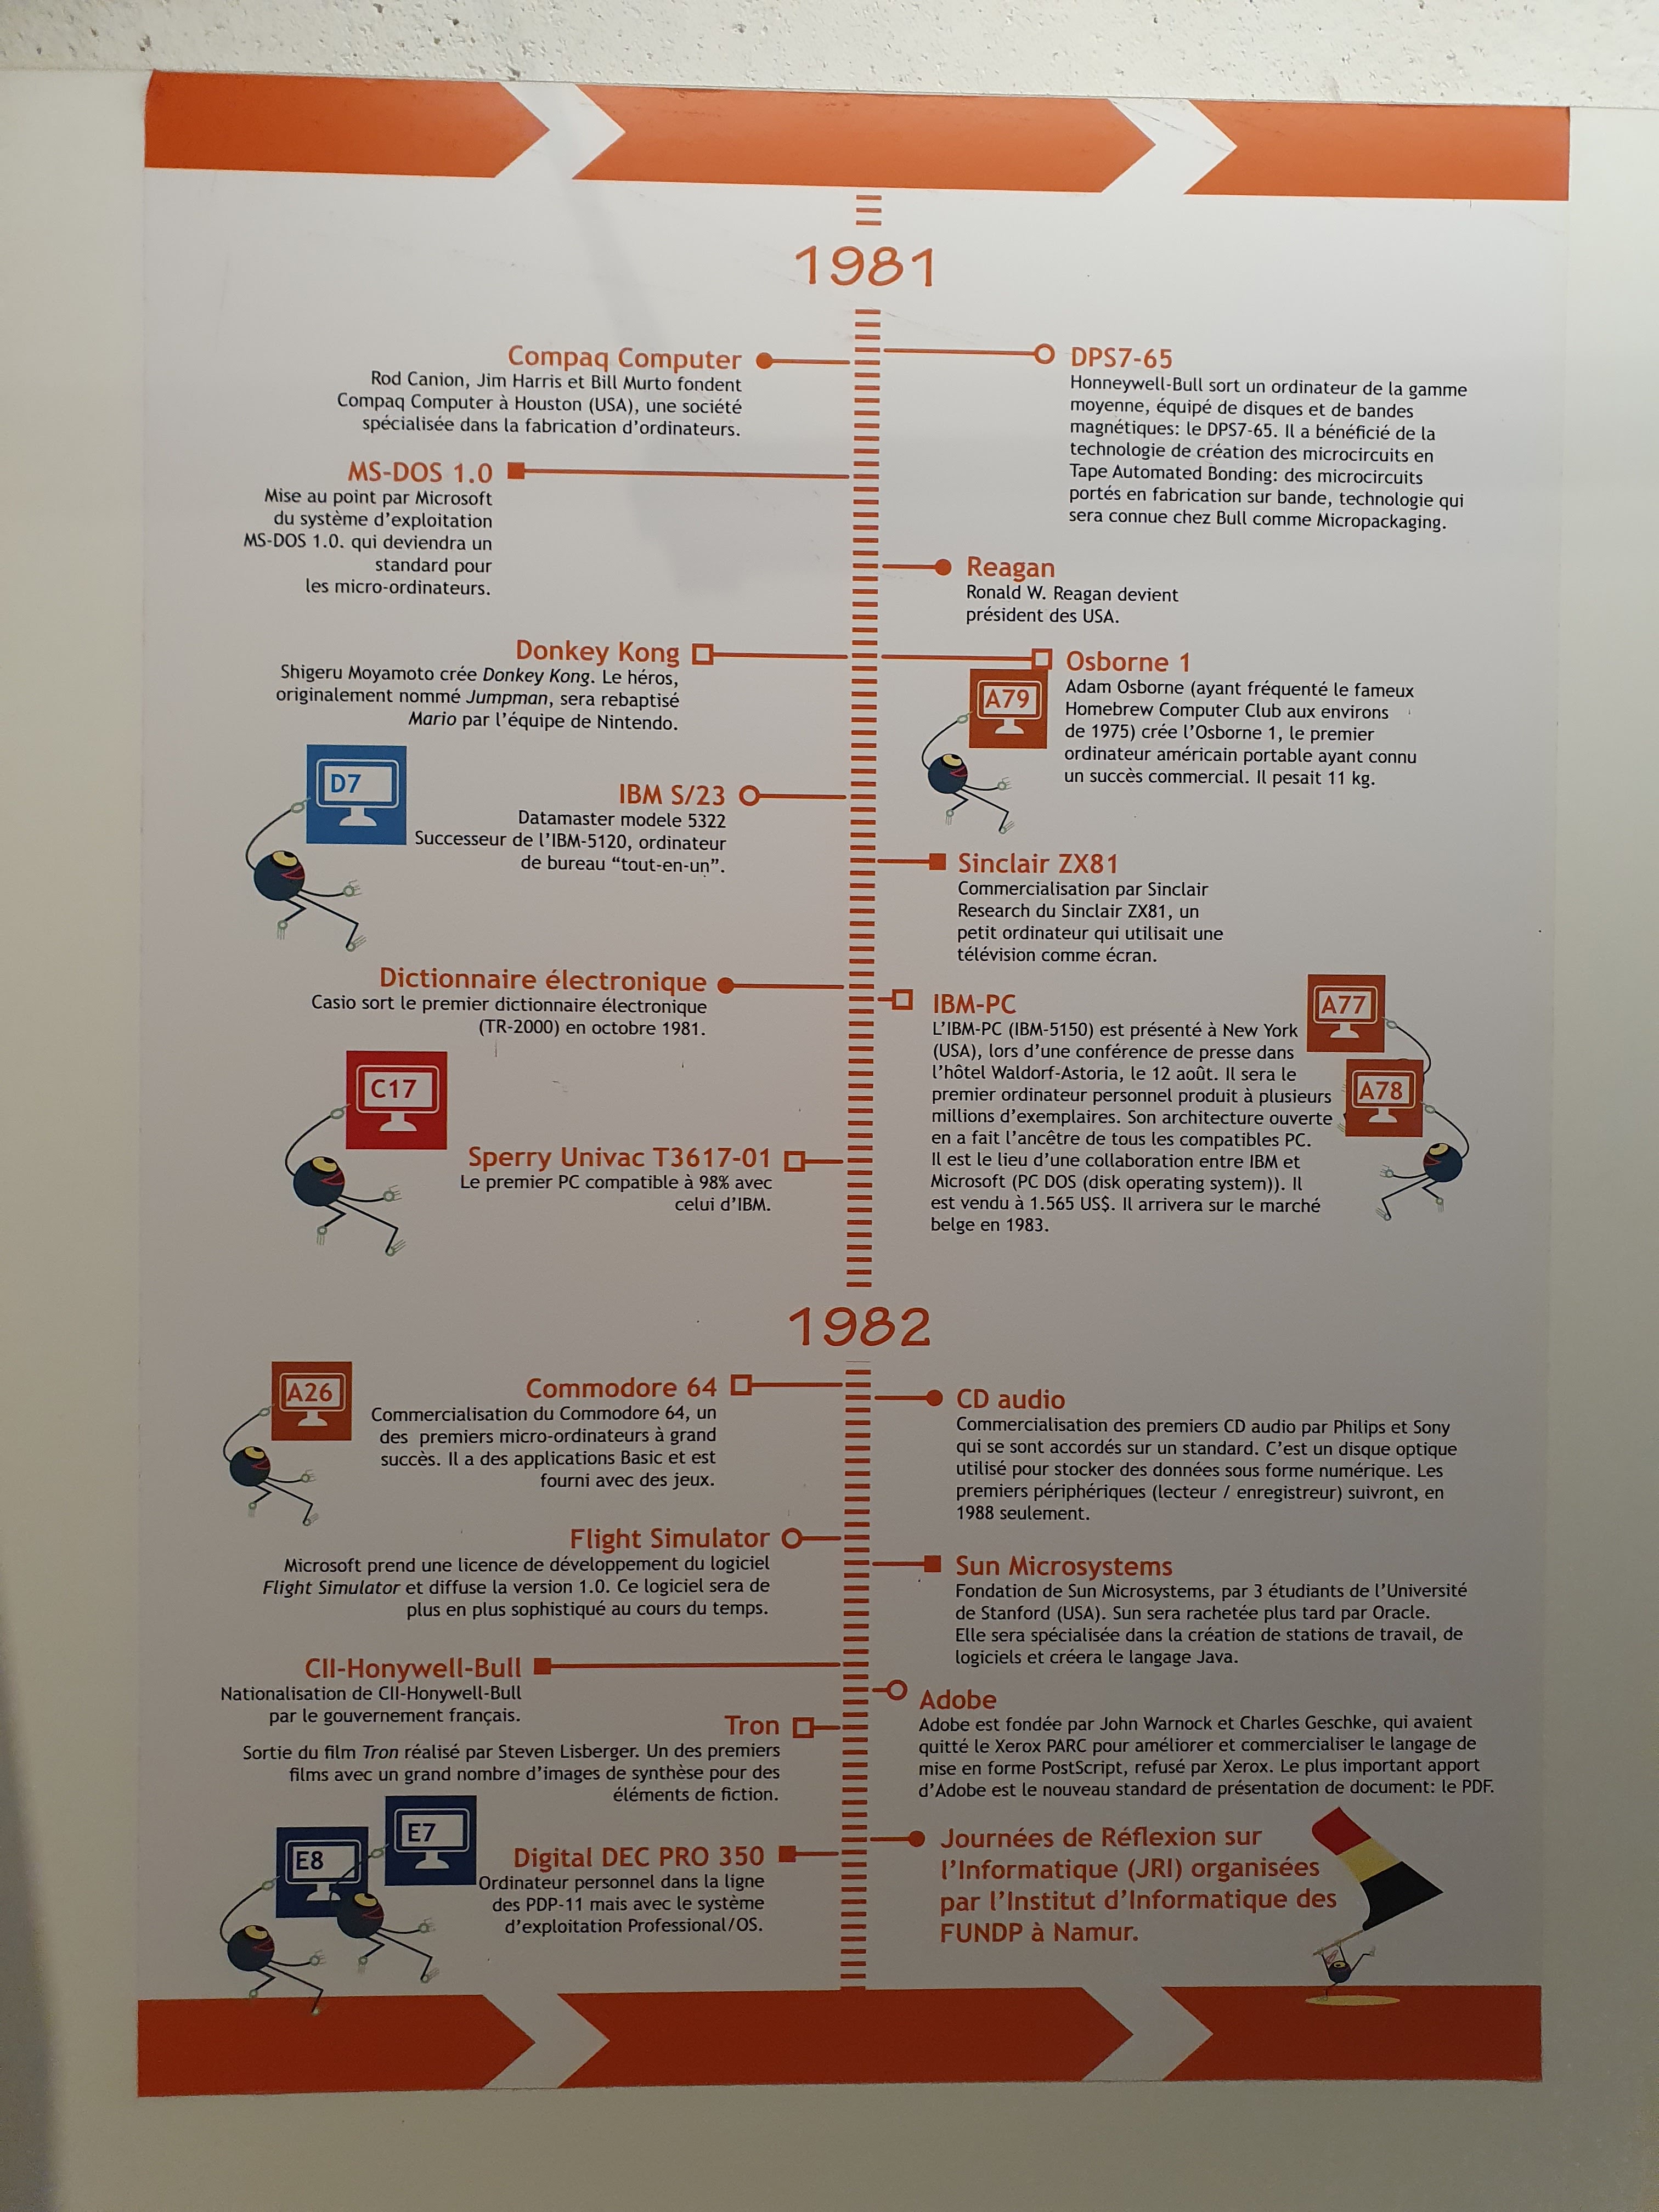 1981
Compaq Computer
Rod Canion, Jim Harris et Bill Murto fondent
Compaq Computer à Houston (USA), une société
spécialisée dans la fabrication d'ordinateurs.
DPS7-65
Honneywell-Bull sort un ordinateur de la gamme
moyenne, équipé de disques et de bandes
magnétiques: le DPS7-65. Il a bénéficié de la
technologie de création des microcircuits en
Tape Automated Bonding: des microcircuits
portés en fabrication sur bande, technologie qui
sera connue chez Bull comme Micropackaging.
MS-DOS 1.0
Mise au point par Microsoft
du système d'exploitation
MS-DOS 1.0. qui deviendra un
standard pour
les micro-ordinateurs.
Reagan
Ronald W. Reagan devient
président des USA.
Donkey Kong
Shigeru Moyamoto crée Donkey Kong. Le héros,
originalement nommé Jumpman, sera rebaptisé
Mario par l'équipe de Nintendo.
Osborne 1
A79
Adam Osborne (ayant fréquenté le fameux
Homebrew Computer Club aux environs
de 1975) crée l'Osborne 1, le premier
ordinateur américain portable ayant connu
un succès commercial. Il pesait 11 kg.
D7
IBM S/23
Datamaster modele 5322
Successeur de l'IBM-5120, ordinateur
de bureau "tout-en-un".
Sinclair ZX81
Commercialisation par Sinclair
Research du Sinclair ZX81, un
petit ordinateur qui utilisait une
télévision comme écran.
Dictionnaire électronique
Casio sort le premier dictionnaire électronique
(TR-2000) en octobre 1981.
IBM-PC
A77
A78
L'IBM-PC (IBM-5150) est présenté à New York
(USA), lors d'une conférence de presse dans
l'hôtel Waldorf-Astoria, le 12 août. Il sera le
premier ordinateur personnel produit à plusieurs
millions d'exemplaires. Son architecture ouverte
en a fait l'ancêtre de tous les compatibles PC.
Il est le lieu d'une collaboration entre IBM et
Microsoft (PC DOS (disk operating system)). Il
est vendu à 1.565 US$. Il arrivera sur le marché
belge en 1983.
C17
Sperry Univac T3617-01
Le premier PC compatible à 98% avec
celui d'IBM.
1982
A26
Commodore 64
Commercialisation du Commodore 64, un
des premiers micro-ordinateurs à grand
succès. Il a des applications Basic et est
fourni avec des jeux.
CD audio
Commercialisation des premiers CD audio par Philips et Sony
qui se sont accordés sur un standard. C'est un disque optique
utilisé pour stocker des données sous forme numérique. Les
premiers périphériques (lecteur / enregistreur) suivront, en
1988 seulement.
Flight Simulator
Microsoft prend une licence de développement du logiciel
Flight Simulator et diffuse la version 1.0. Ce logiciel sera de
plus en plus sophistiqué au cours du temps.
Sun Microsystems
Fondation de Sun Microsystems, par 3 étudiants de l'Université
de Stanford (USA). Sun sera rachetée plus tard par Oracle.
Elle sera spécialisée dans la création de stations de travail, de
logiciels et créera le langage Java.
CII-Honywell-Bull
Nationalisation de CII-Honywell-Bull
par le gouvernement français.
Adobe
Adobe est fondée par John Warnock et Charles Geschke, qui avaient
quitté le Xerox PARC pour améliorer et commercialiser le langage de
mise en forme PostScript, refusé par Xerox. Le plus important apport
d'Adobe est le nouveau standard de présentation de document: le PDF.
Tron
Sortie du film Tron réalisé par Steven Lisberger. Un des premiers
films avec un grand nombre d'images de synthèse pour des
éléments de fiction.
E7
E8
Digital DEC PRO 350
Ordinateur personnel dans la ligne
des PDP-11 mais avec le système
d'exploitation Professional/OS.
Journées de Réflexion sur
l'Informatique (JRI) organisées
par l'Institut d'Informatique des
FUNDP à Namur.